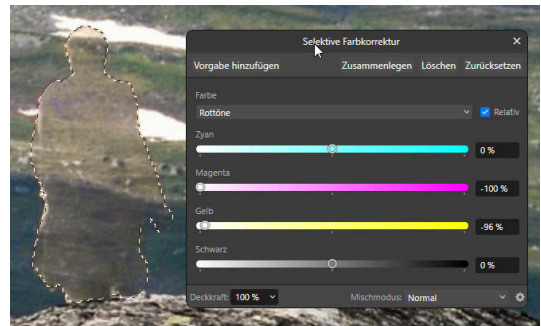 Selektive Farbkorrektur
Vorgabe hinzufügen Zusammenlegen Löschen Zurücksetzen
Farbe
Rottöne Relativ
Zyan
0 %
Magenta
-100 %
Gelb
-96 %
Schwarz
0 %
Deckkraft: 100 % Mischmodus: Normal